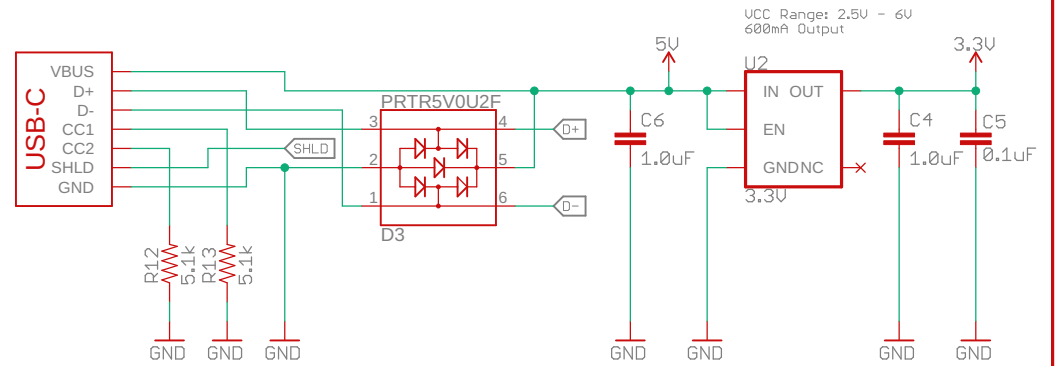 VCC Range: 2.5V - 6V
600mA Output
5V
3.3V
U2
USB-C
VBUS
D+
D-
CC1
CC2
SHLD
GND
SHLD
PRTR5V0U2F
3
4
2
5
1
6
D3
D+
D-
C6
1.0uF
IN OUT
EN
GND NC
3.3V
C4
1.0uF
C5
0.1uF
R12
5.1k
R13
5.1k
GND
GND
GND
GND
GND
GND
GND